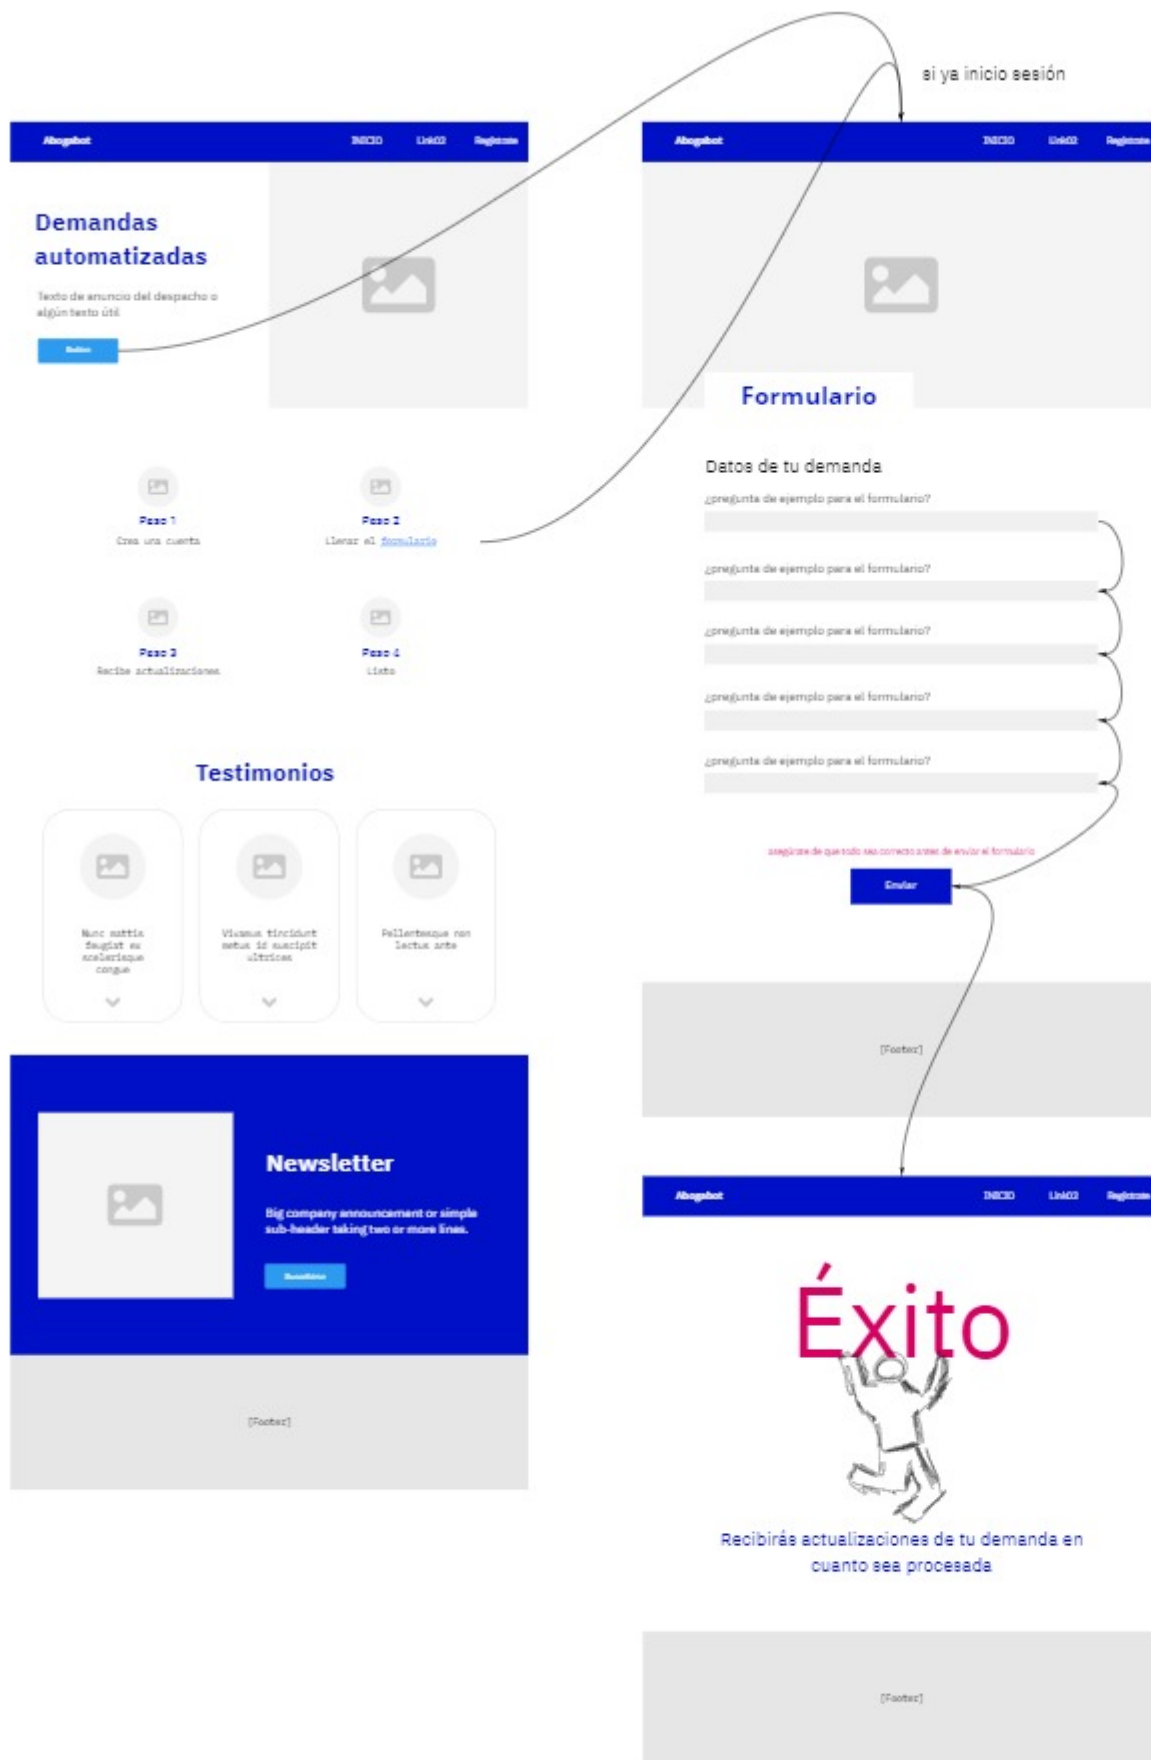 si ya inicio sesión
Abogabot
INICIO
Link02
Regístrate
Demandas
automatizadas
Texto de anuncio del despacho o
algún texto útil
Button
Paso 1
Crea una cuenta
Paso 2
Llenar el formulario
Paso 3
Recibe actualizaciones
Paso 4
Listo
Testimonios
Nunc mattis
feugiat ex
scelerisque
congue
Vivamus tincidunt
metus id suscipit
ultrices
Pellentesque non
lectus ante
Newsletter
Big company announcement or simple
sub-header taking two or more lines.
[Footer]
Abogabot
INICIO
Link02
Regístrate
Formulario
Datos de tu demanda
¿pregunta de ejemplo para el formulario?
¿pregunta de ejemplo para el formulario?
¿pregunta de ejemplo para el formulario?
¿pregunta de ejemplo para el formulario?
¿pregunta de ejemplo para el formulario?
asegúrate de que todo sea correcto antes de enviar el formulario
Enviar
[Footer]
Abogabot
INICIO
Link02
Regístrate
Éxito
Recibirás actualizaciones de tu demanda en
cuanto sea procesada
[Footer]